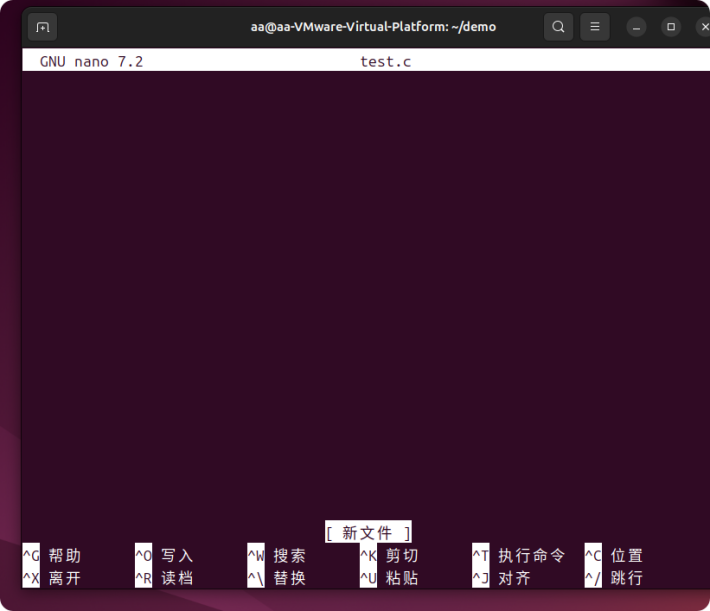 aa@aa-VMware-Virtual-Platform: ~/demo
GNU nano 7.2 test.c
[ 新文件 ]
^G 帮助 ^O 写入 ^W 搜索 ^K 剪切 ^T 执行命令 ^C 位置
^X 离开 ^R 读档 ^\ 替换 ^U 粘贴 ^J 对齐 ^/ 跳行